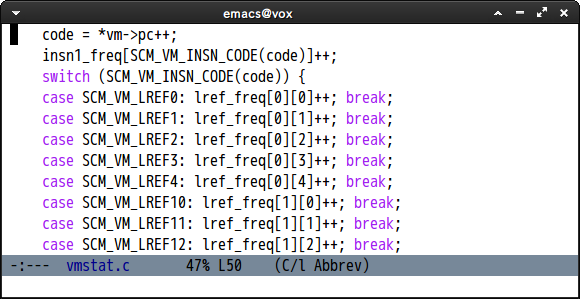 emacs@vox
code = *vm->pc++;
insn1_freq[SCM_VM_INSN_CODE(code)]++;
switch (SCM_VM_INSN_CODE(code)) {
case SCM_VM_LREF0: lref_freq[0][0]++; break;
case SCM_VM_LREF1: lref_freq[0][1]++; break;
case SCM_VM_LREF2: lref_freq[0][2]++; break;
case SCM_VM_LREF3: lref_freq[0][3]++; break;
case SCM_VM_LREF4: lref_freq[0][4]++; break;
case SCM_VM_LREF10: lref_freq[1][0]++; break;
case SCM_VM_LREF11: lref_freq[1][1]++; break;
case SCM_VM_LREF12: lref_freq[1][2]++; break;
-:--- vmstat.c 47% L50 (C/l Abbrev)